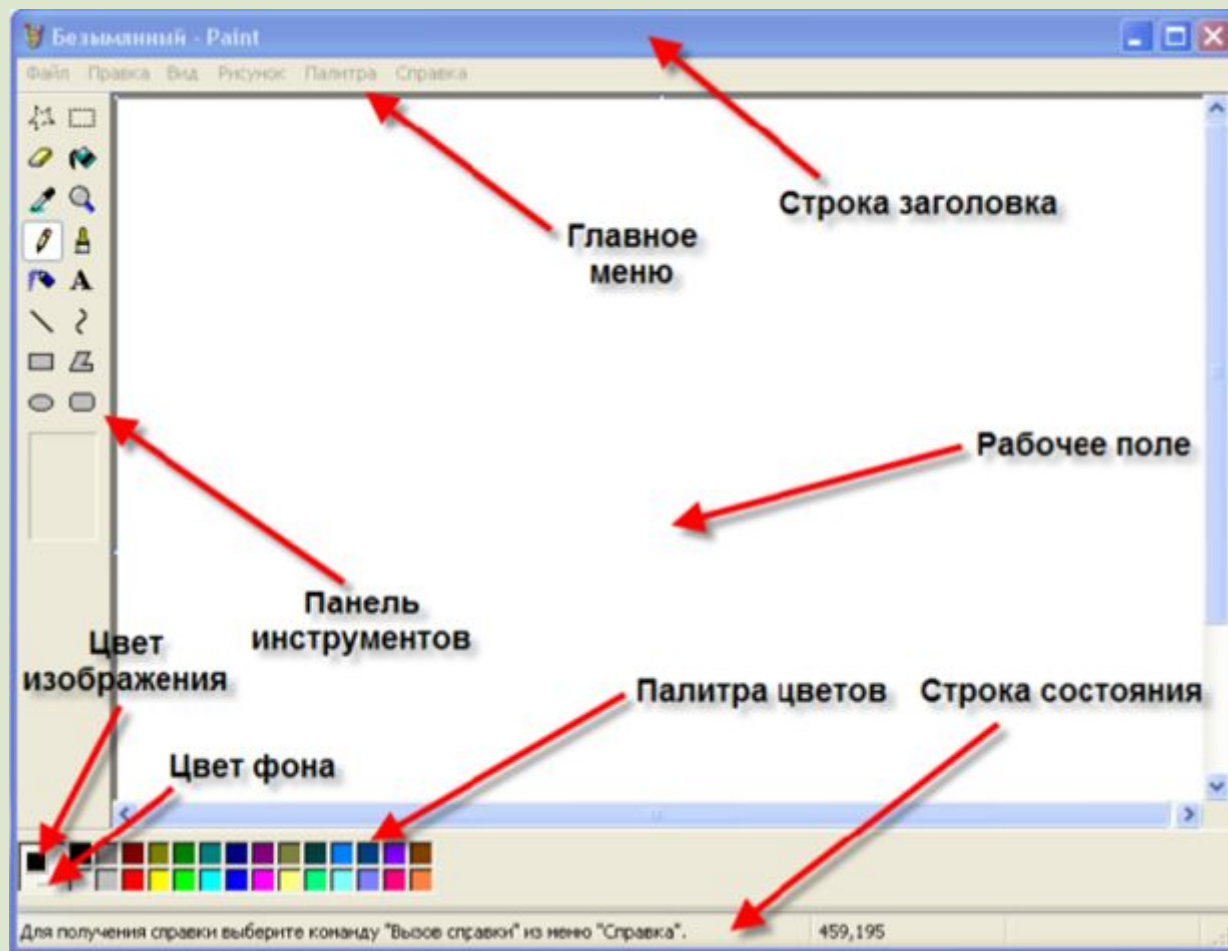 Безымянный - Paint
Файл Правка Вид Рисунок Палитра Справка
Строка заголовка
Главное
меню
A
Рабочее поле
Панель
инструментов
Цвет
изображения
Палитра цветов
Строка состояния
Цвет фона
Для получения справки выберите команду "Вызов справки" из меню "Справка".
459,195